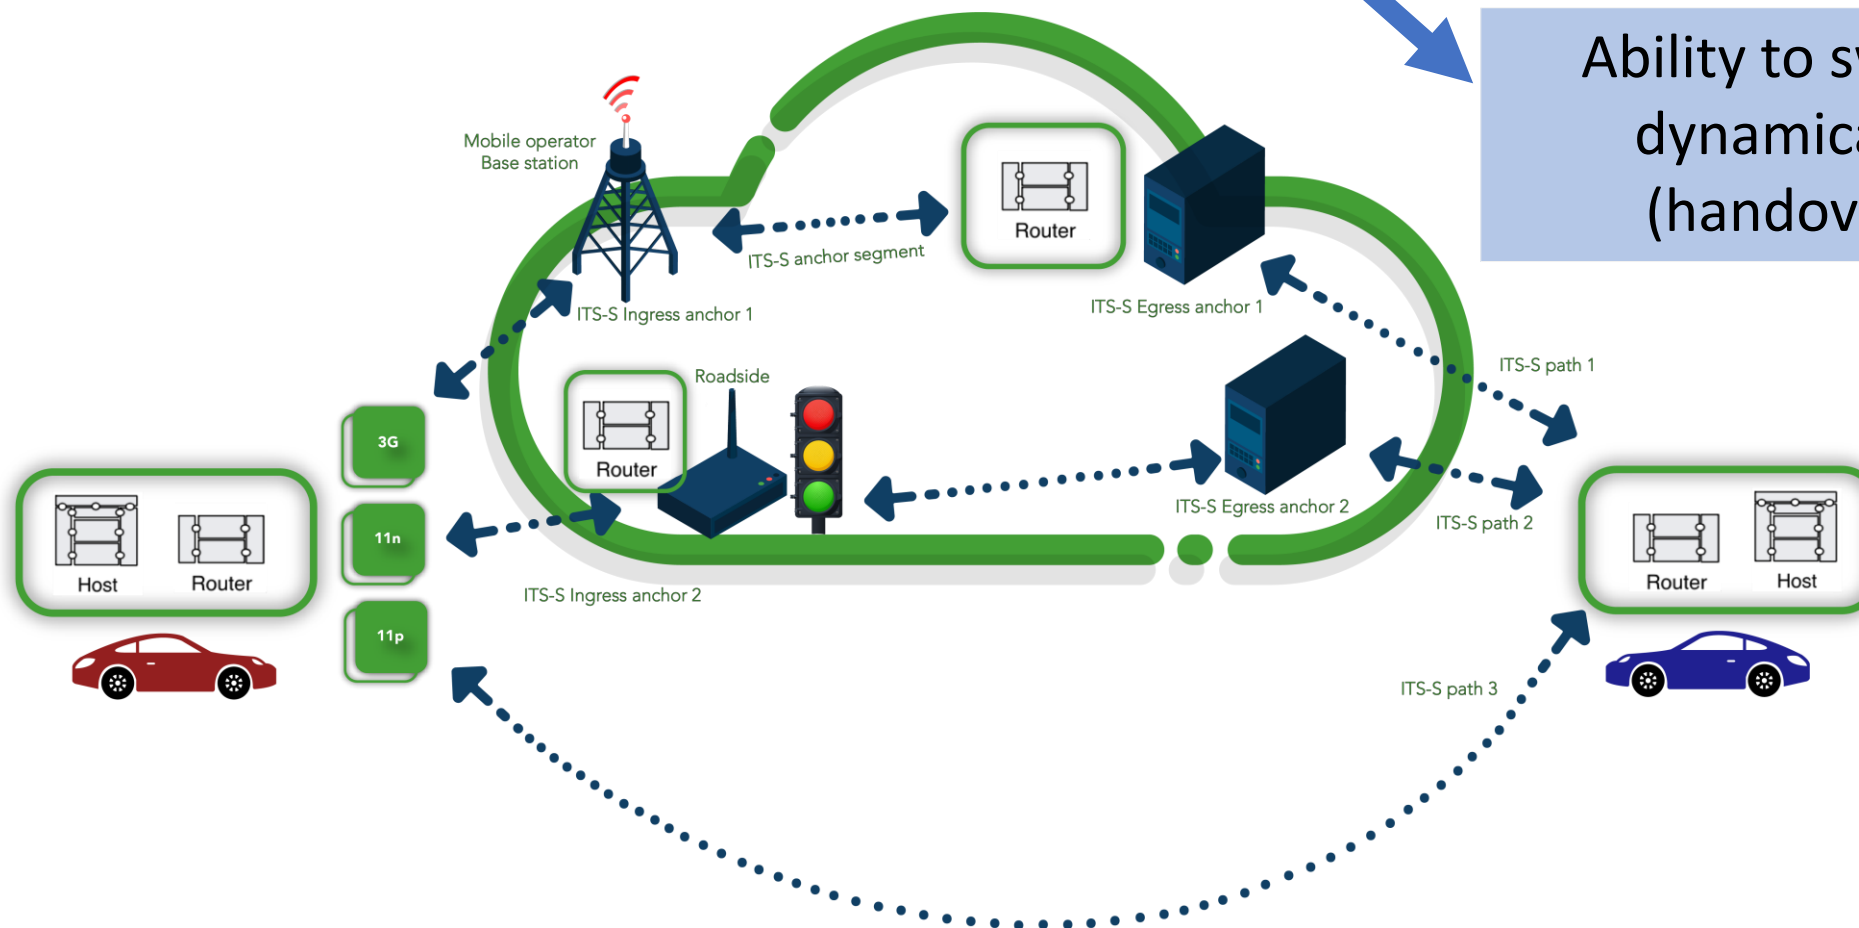 Ability to
dynamica
(handov
Mobile operator
Base station
Router
ITS-S anchor segment
ITS-S Ingress anchor 1
ITS-S Egress anchor 1
Roadside
ITS-S path 1
Router
3G
11n
11p
Host
Router
ITS-S Egress anchor 2
ITS-S path 2
ITS-S Ingress anchor 2
Router
Host
ITS-S path 3